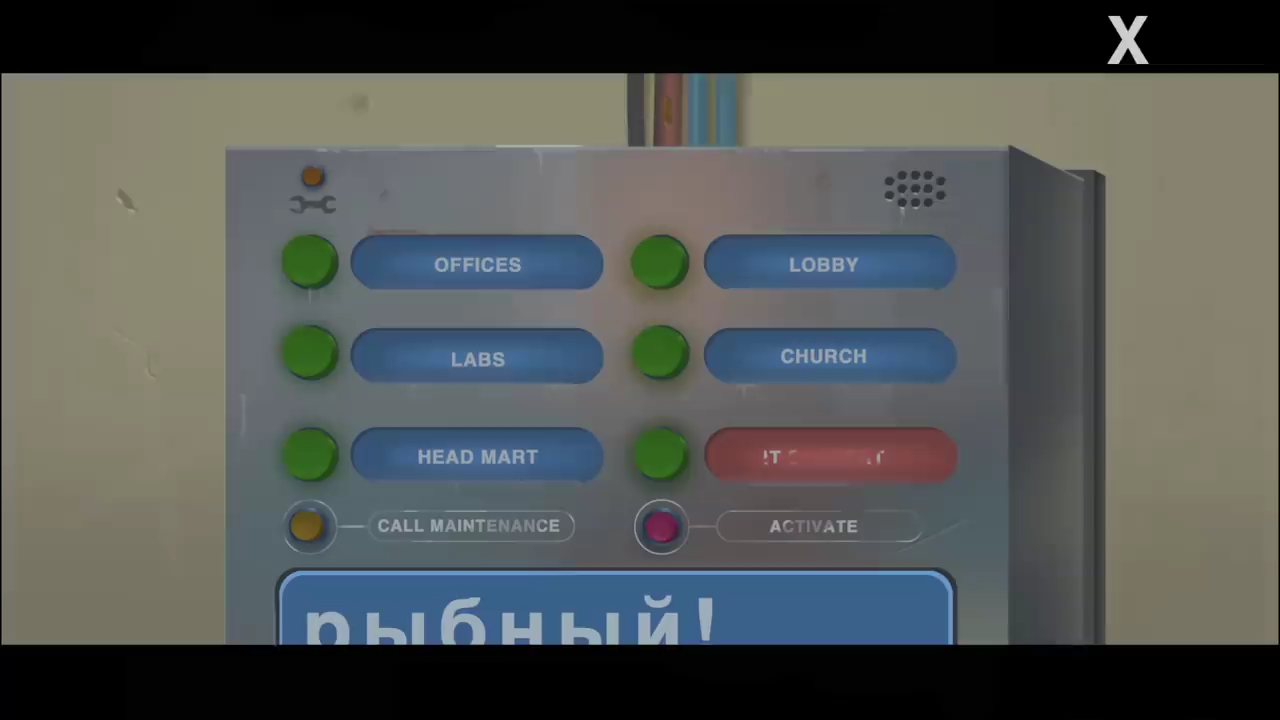 X
OFFICES
LOBBY
LABS
CHURCH
HEAD MART
CALL MAINTENANCE
ACTIVATE
рыбный!